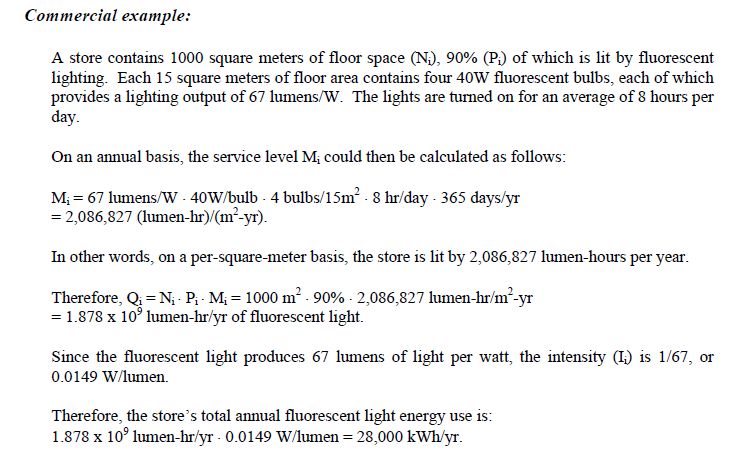 Commercial example:
A store contains 1000 square meters of floor space (Nᵢ), 90% (Pᵢ) of which is lit by fluorescent
lighting. Each 15 square meters of floor area contains four 40W fluorescent bulbs, each of which
provides a lighting output of 67 lumens/W. The lights are turned on for an average of 8 hours per
day.
On an annual basis, the service level Mᵢ could then be calculated as follows:
Mᵢ = 67 lumens/W · 40W/bulb · 4 bulbs/15m² · 8 hr/day · 365 days/yr
= 2,086,827 (lumen-hr)/(m²-yr).
In other words, on a per-square-meter basis, the store is lit by 2,086,827 lumen-hours per year.
Therefore, Qᵢ = Nᵢ · Pᵢ · Mᵢ = 1000 m² · 90% · 2,086,827 lumen-hr/m²-yr
= 1.878 x 10⁹ lumen-hr/yr of fluorescent light.
Since the fluorescent light produces 67 lumens of light per watt, the intensity (Iᵢ) is 1/67, or
0.0149 W/lumen.
Therefore, the store's total annual fluorescent light energy use is:
1.878 x 10⁹ lumen-hr/yr · 0.0149 W/lumen = 28,000 kWh/yr.